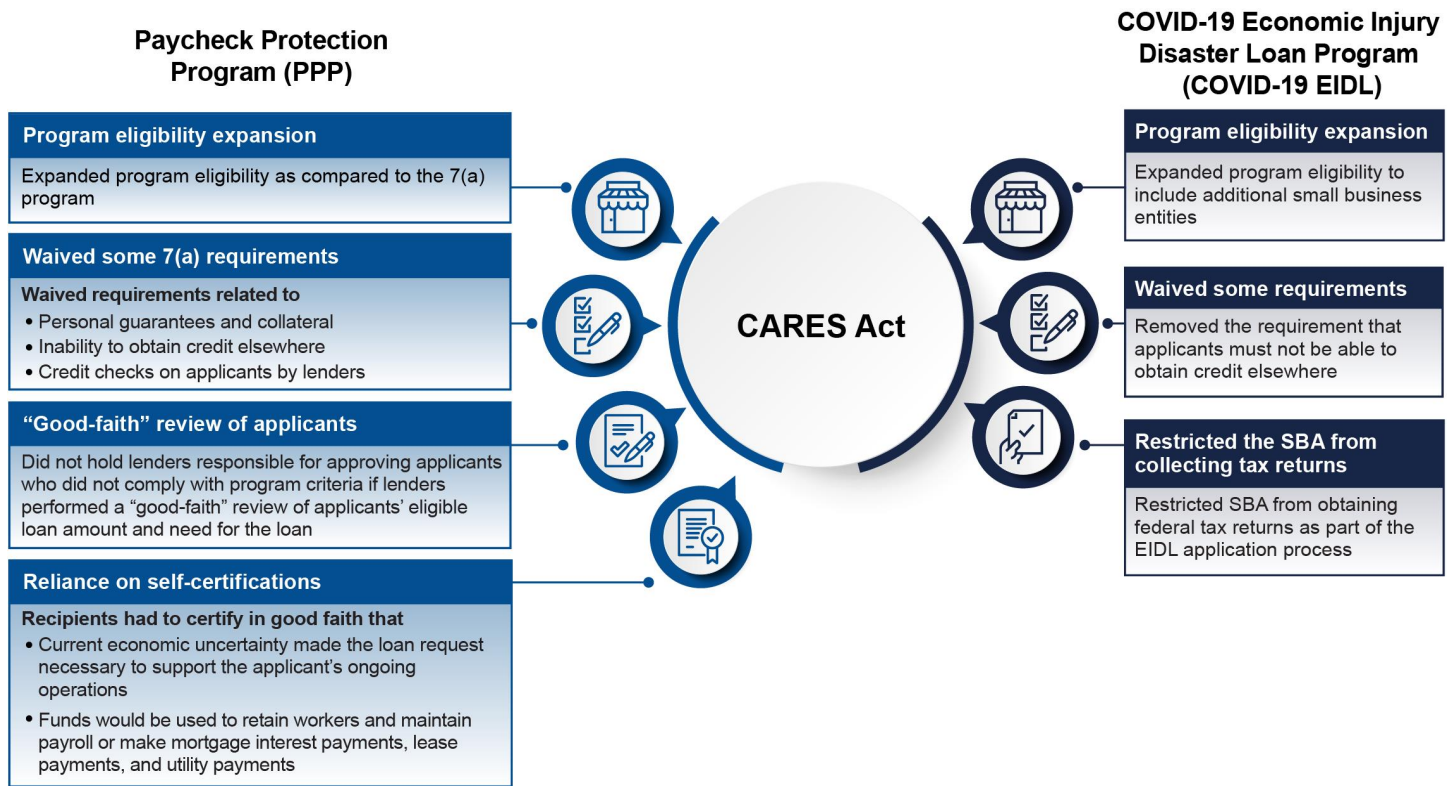 Paycheck Protection
Program (PPP)
Program eligibility expansion
Expanded program eligibility as compared to the 7(a)
program
Waived some 7(a) requirements
Waived requirements related to
• Personal guarantees and collateral
• Inability to obtain credit elsewhere
• Credit checks on applicants by lenders
“Good-faith” review of applicants
Did not hold lenders responsible for approving applicants
who did not comply with program criteria if lenders
performed a “good-faith” review of applicants’ eligible
loan amount and need for the loan
Reliance on self-certifications
Recipients had to certify in good faith that
• Current economic uncertainty made the loan request
necessary to support the applicant’s ongoing
operations
• Funds would be used to retain workers and maintain
payroll or make mortgage interest payments, lease
payments, and utility payments
CARES Act
COVID-19 Economic Injury
Disaster Loan Program
(COVID-19 EIDL)
Program eligibility expansion
Expanded program eligibility to
include additional small business
entities
Waived some requirements
Removed the requirement that
applicants must not be able to
obtain credit elsewhere
Restricted the SBA from
collecting tax returns
Restricted SBA from obtaining
federal tax returns as part of the
EIDL application process